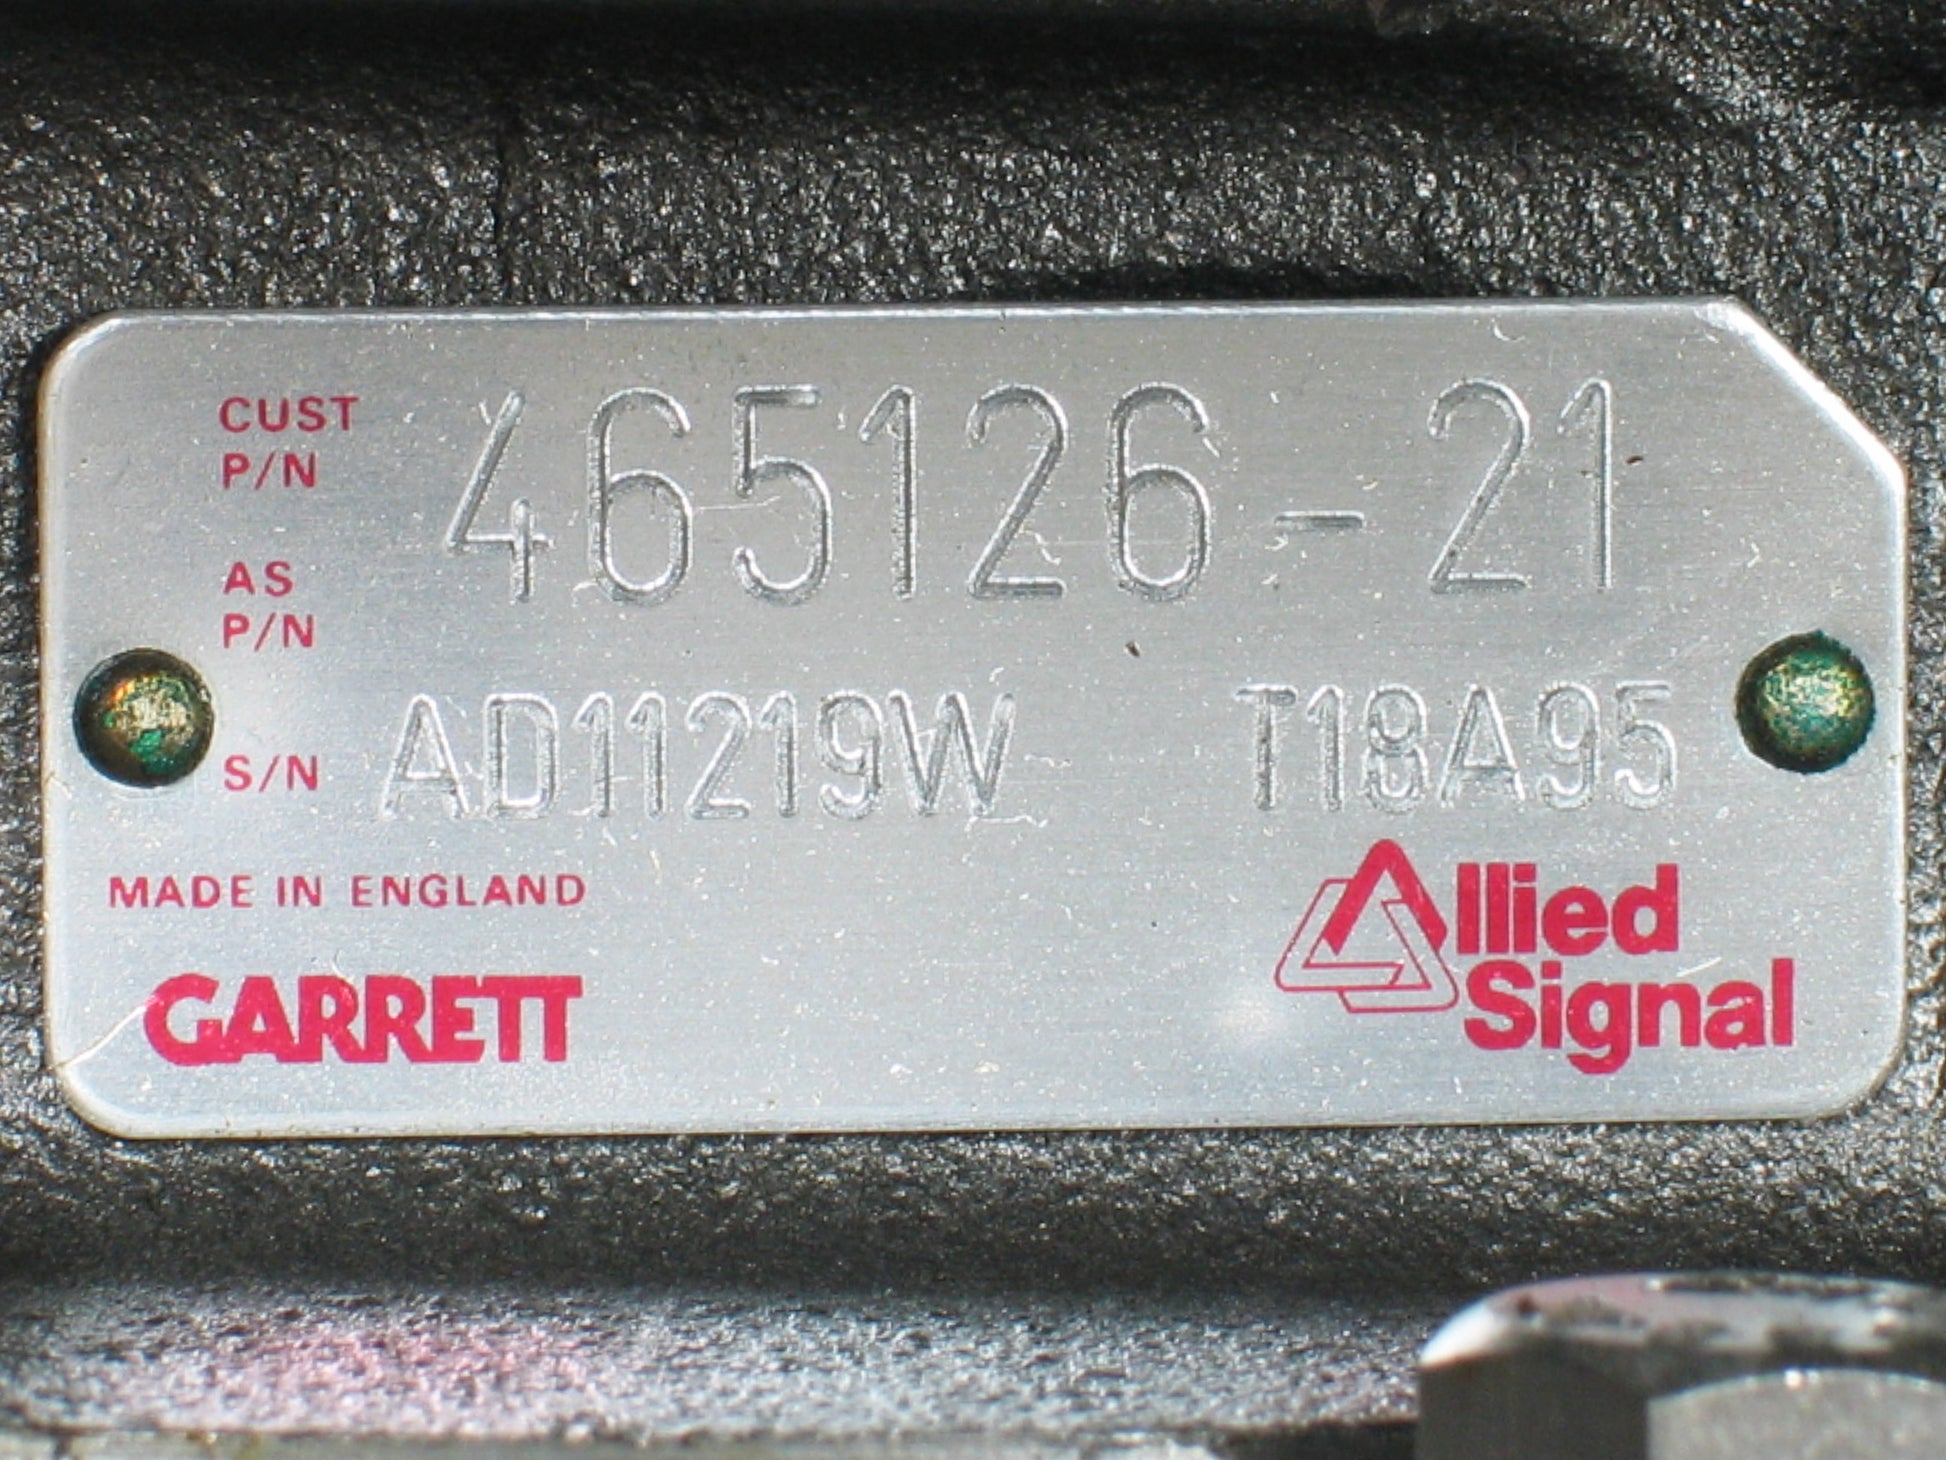 CUST
P/N
465126-21
AS
P/N
S/N AD11219W T18A95
MADE IN ENGLAND
GARRETT
Allied
Signal